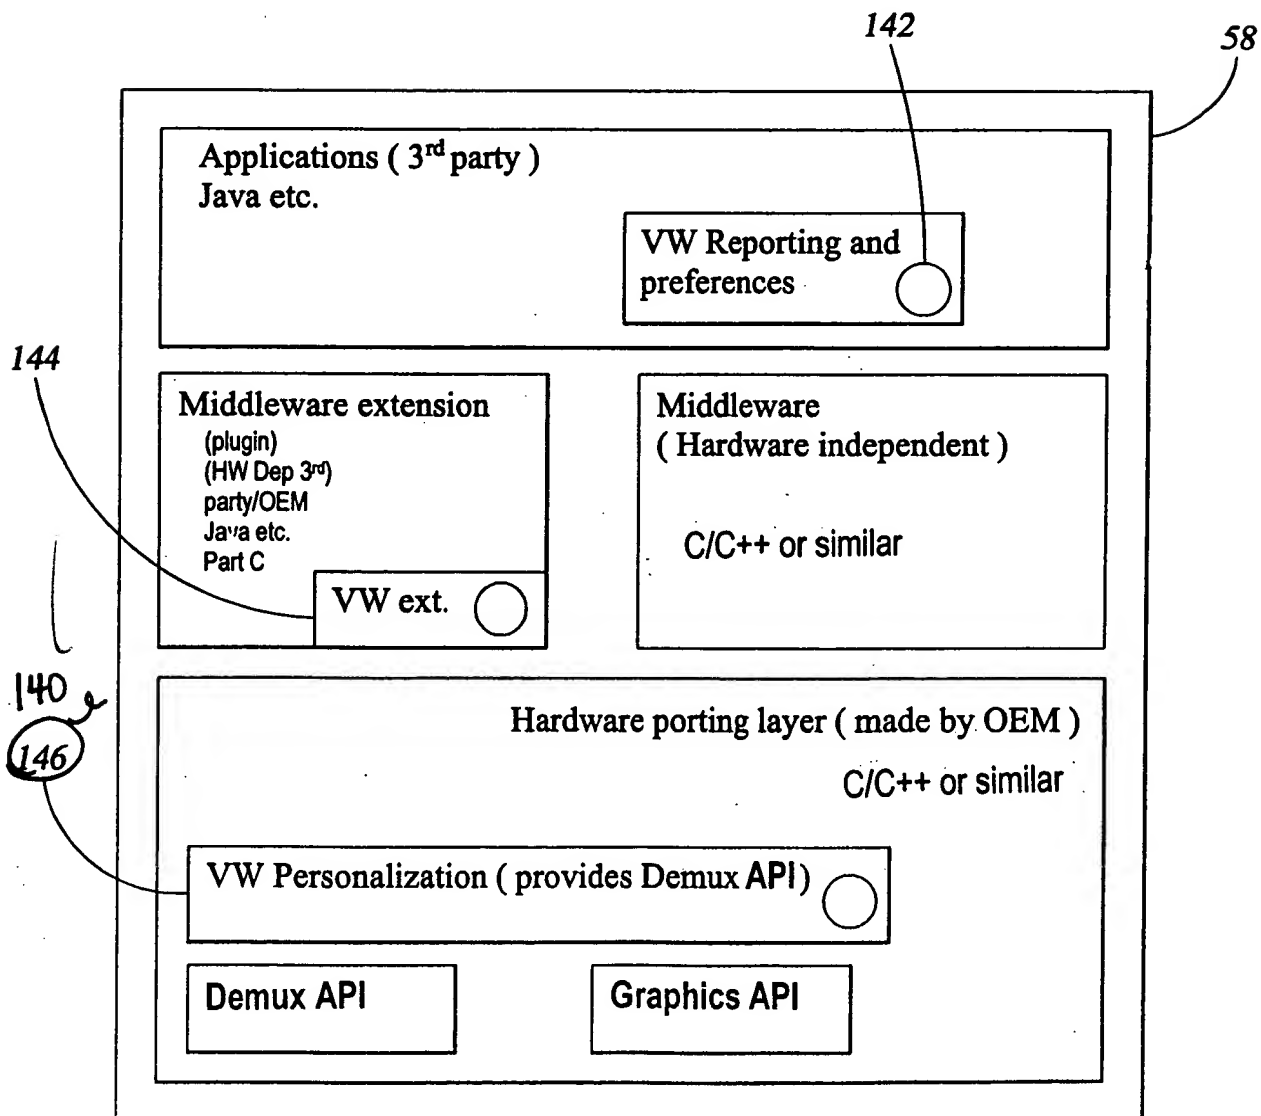 142
58
Applications ( 3rd party )
Java etc.
VW Reporting and
preferences
144
Middleware extension
(plugin)
(HW Dep 3rd)
party/OEM
Java etc.
Part C
VW ext.
Middleware
( Hardware independent )
C/C++ or similar
140
146
Hardware porting layer ( made by OEM )
C/C++ or similar
VW Personalization ( provides Demux API )
Demux API
Graphics API